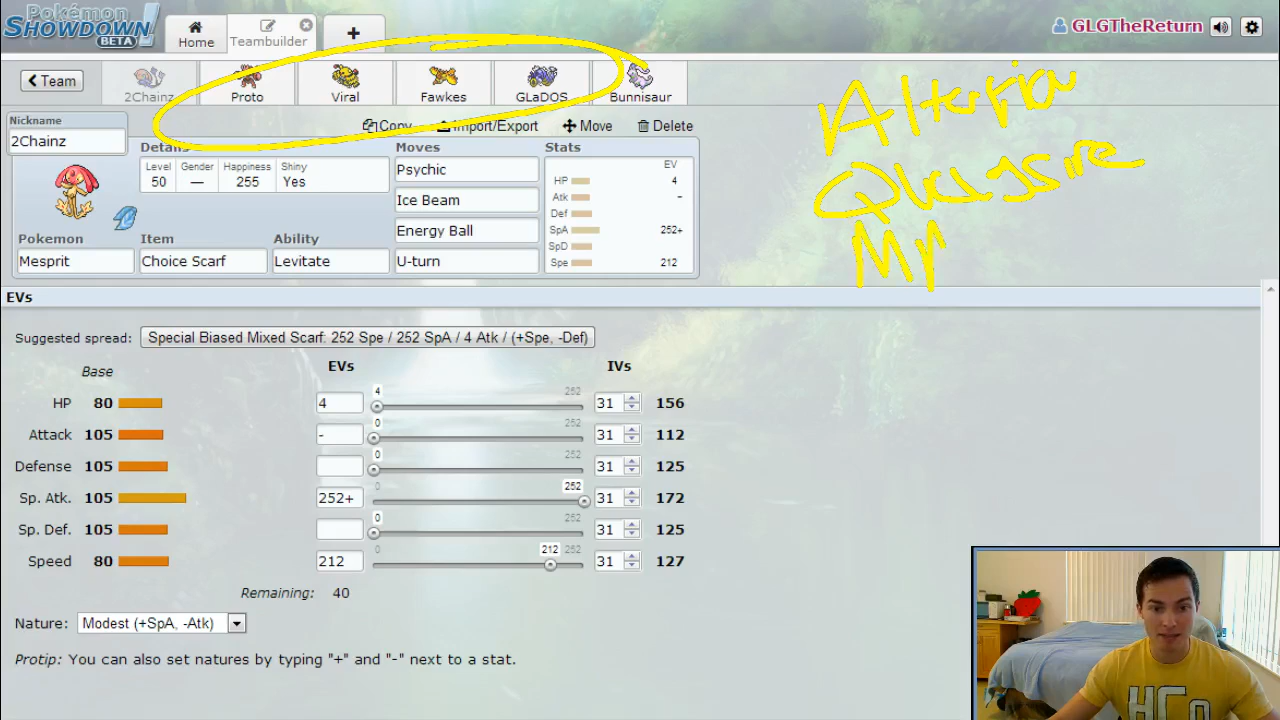 Pokémon
SHOWDOWN!
BETA
Home
Teambuilder
+
GLGTheReturn
< Team
2Chainz
Proto
Viral
Fawkes
GLaDOS
Bunnisaur
Copy
Import/Export
Move
Delete
Nickname
2Chainz
Details
Level
Gender
Happiness
Shiny
50
—
255
Yes
Pokemon
Mesprit
Item
Choice Scarf
Ability
Levitate
Moves
Psychic
Ice Beam
Energy Ball
U-turn
Stats
EV
HP 4
Atk -
Def
SpA 252+
SpD
Spe 212
Quagsire
EVs
Suggested spread: Special Biased Mixed Scarf: 252 Spe / 252 SpA / 4 Atk / (+Spe, -Def)
Base EVs IVs
HP 80 4 4 252 31 156
Attack 105 - 0 252 31 112
Defense 105 0 252 31 125
Sp. Atk. 105 252+ 252 252 31 172
Sp. Def. 105 0 252 31 125
Speed 80 212 0 212 252 31 127
Remaining: 40
Nature: Modest (+SpA, -Atk)
Protip: You can also set natures by typing "+" and "-" next to a stat.